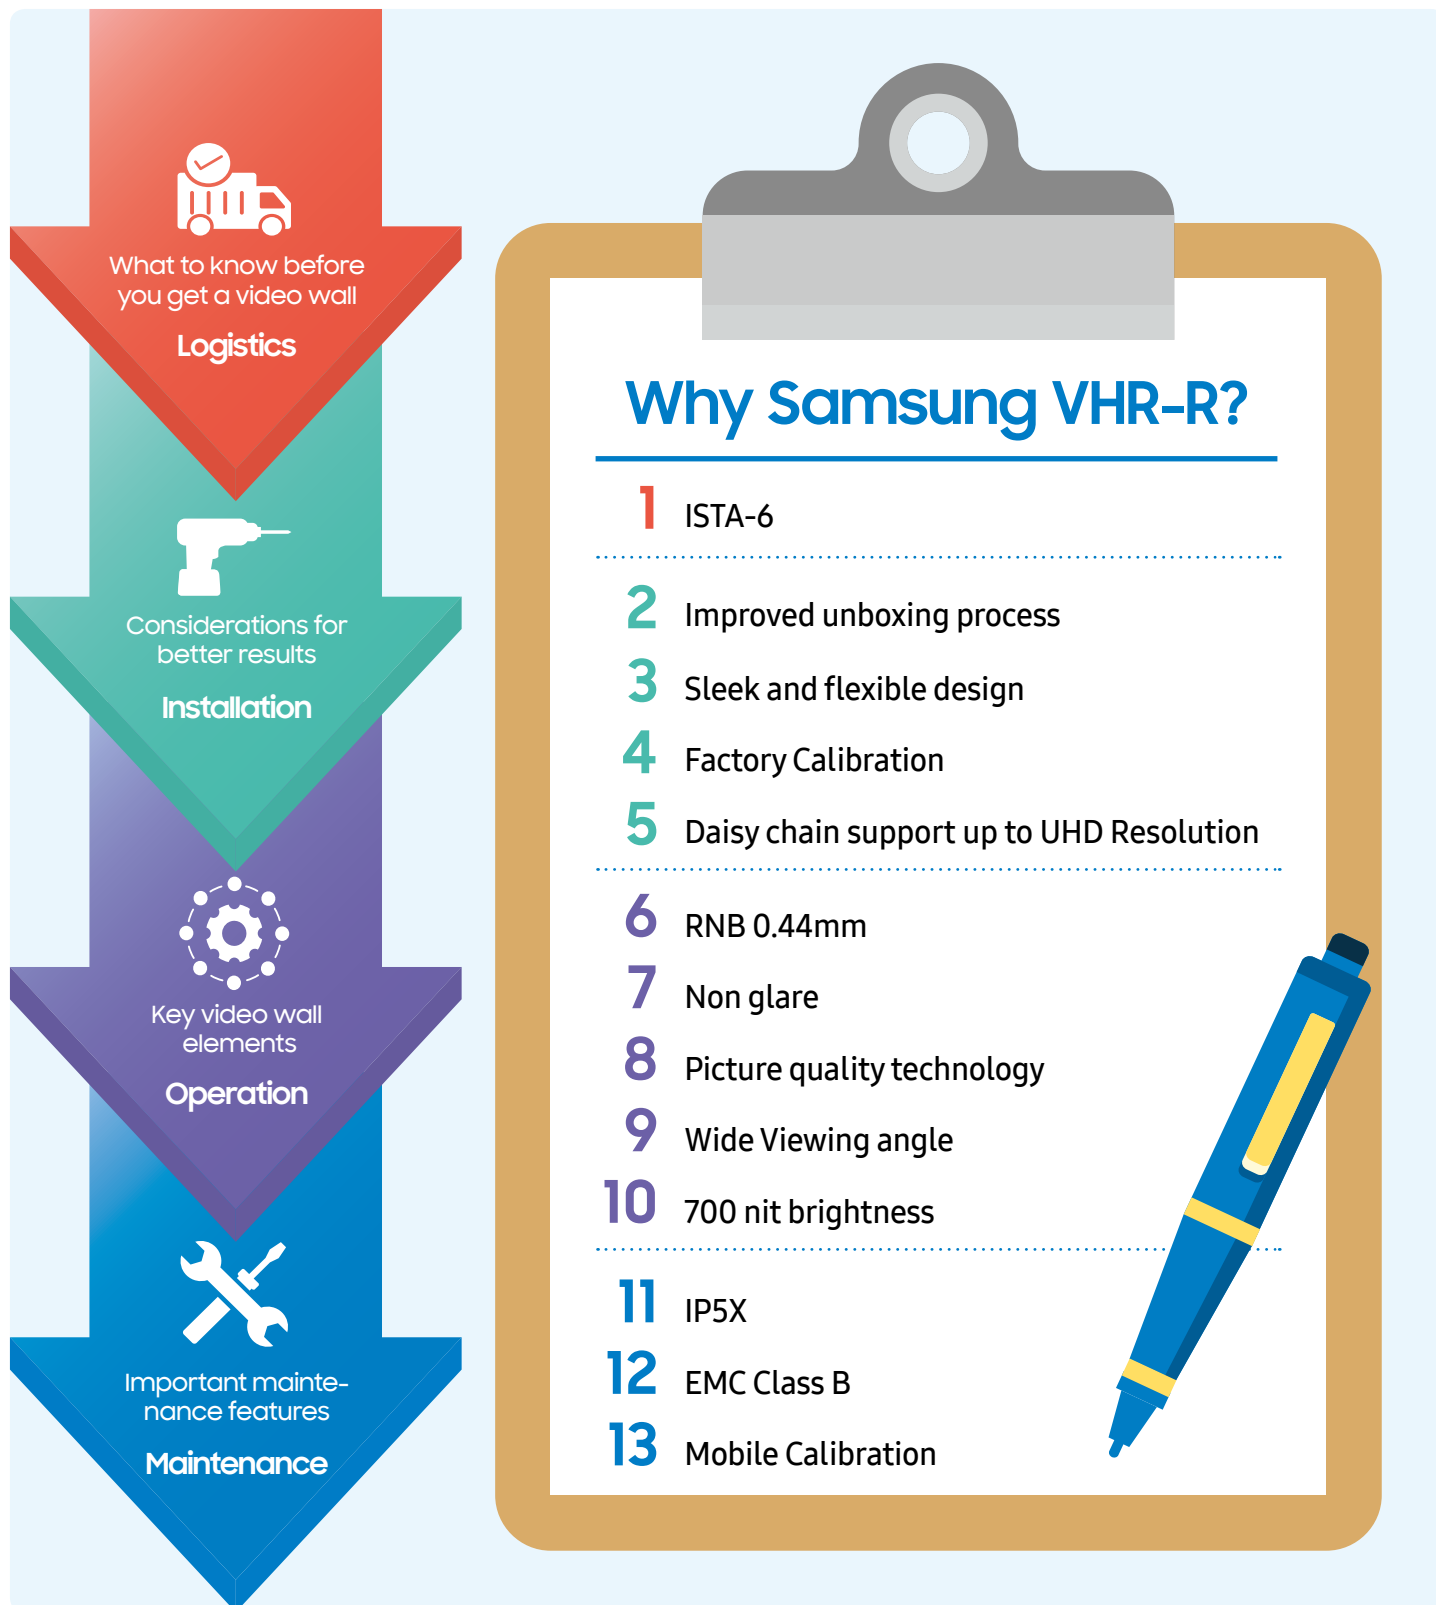 What to know before
you get a video wall
Logistics
Considerations for
better results
Installation
Key video wall
elements
Operation
Important mainte-
nance features
Maintenance
Why Samsung VHR-R?
1 ISTA-6
2 Improved unboxing process
3 Sleek and flexible design
4 Factory Calibration
5 Daisy chain support up to UHD Resolution
6 RNB 0.44mm
7 Non glare
8 Picture quality technology
9 Wide Viewing angle
10 700 nit brightness
11 IP5X
12 EMC Class B
13 Mobile Calibration